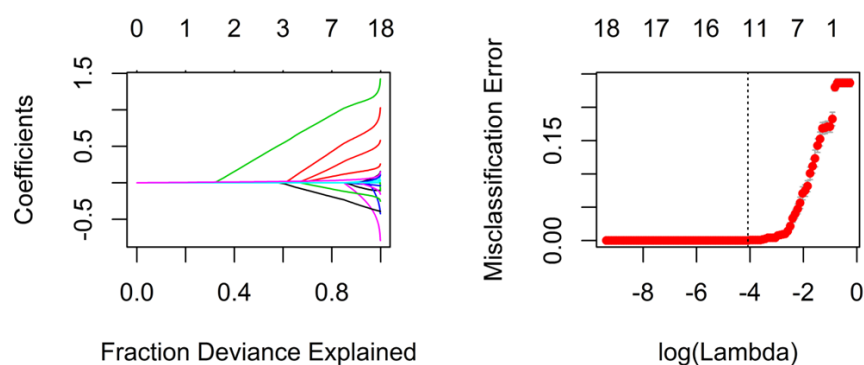 0 1 2 3 7 18
Coefficients
1.5
0.5
-0.5
0.0 0.4 0.8
Fraction Deviance Explained
18 17 16 11 7 1
Misclassification Error
0.15
0.00
-8 -6 -4 -2 0
log(Lambda)